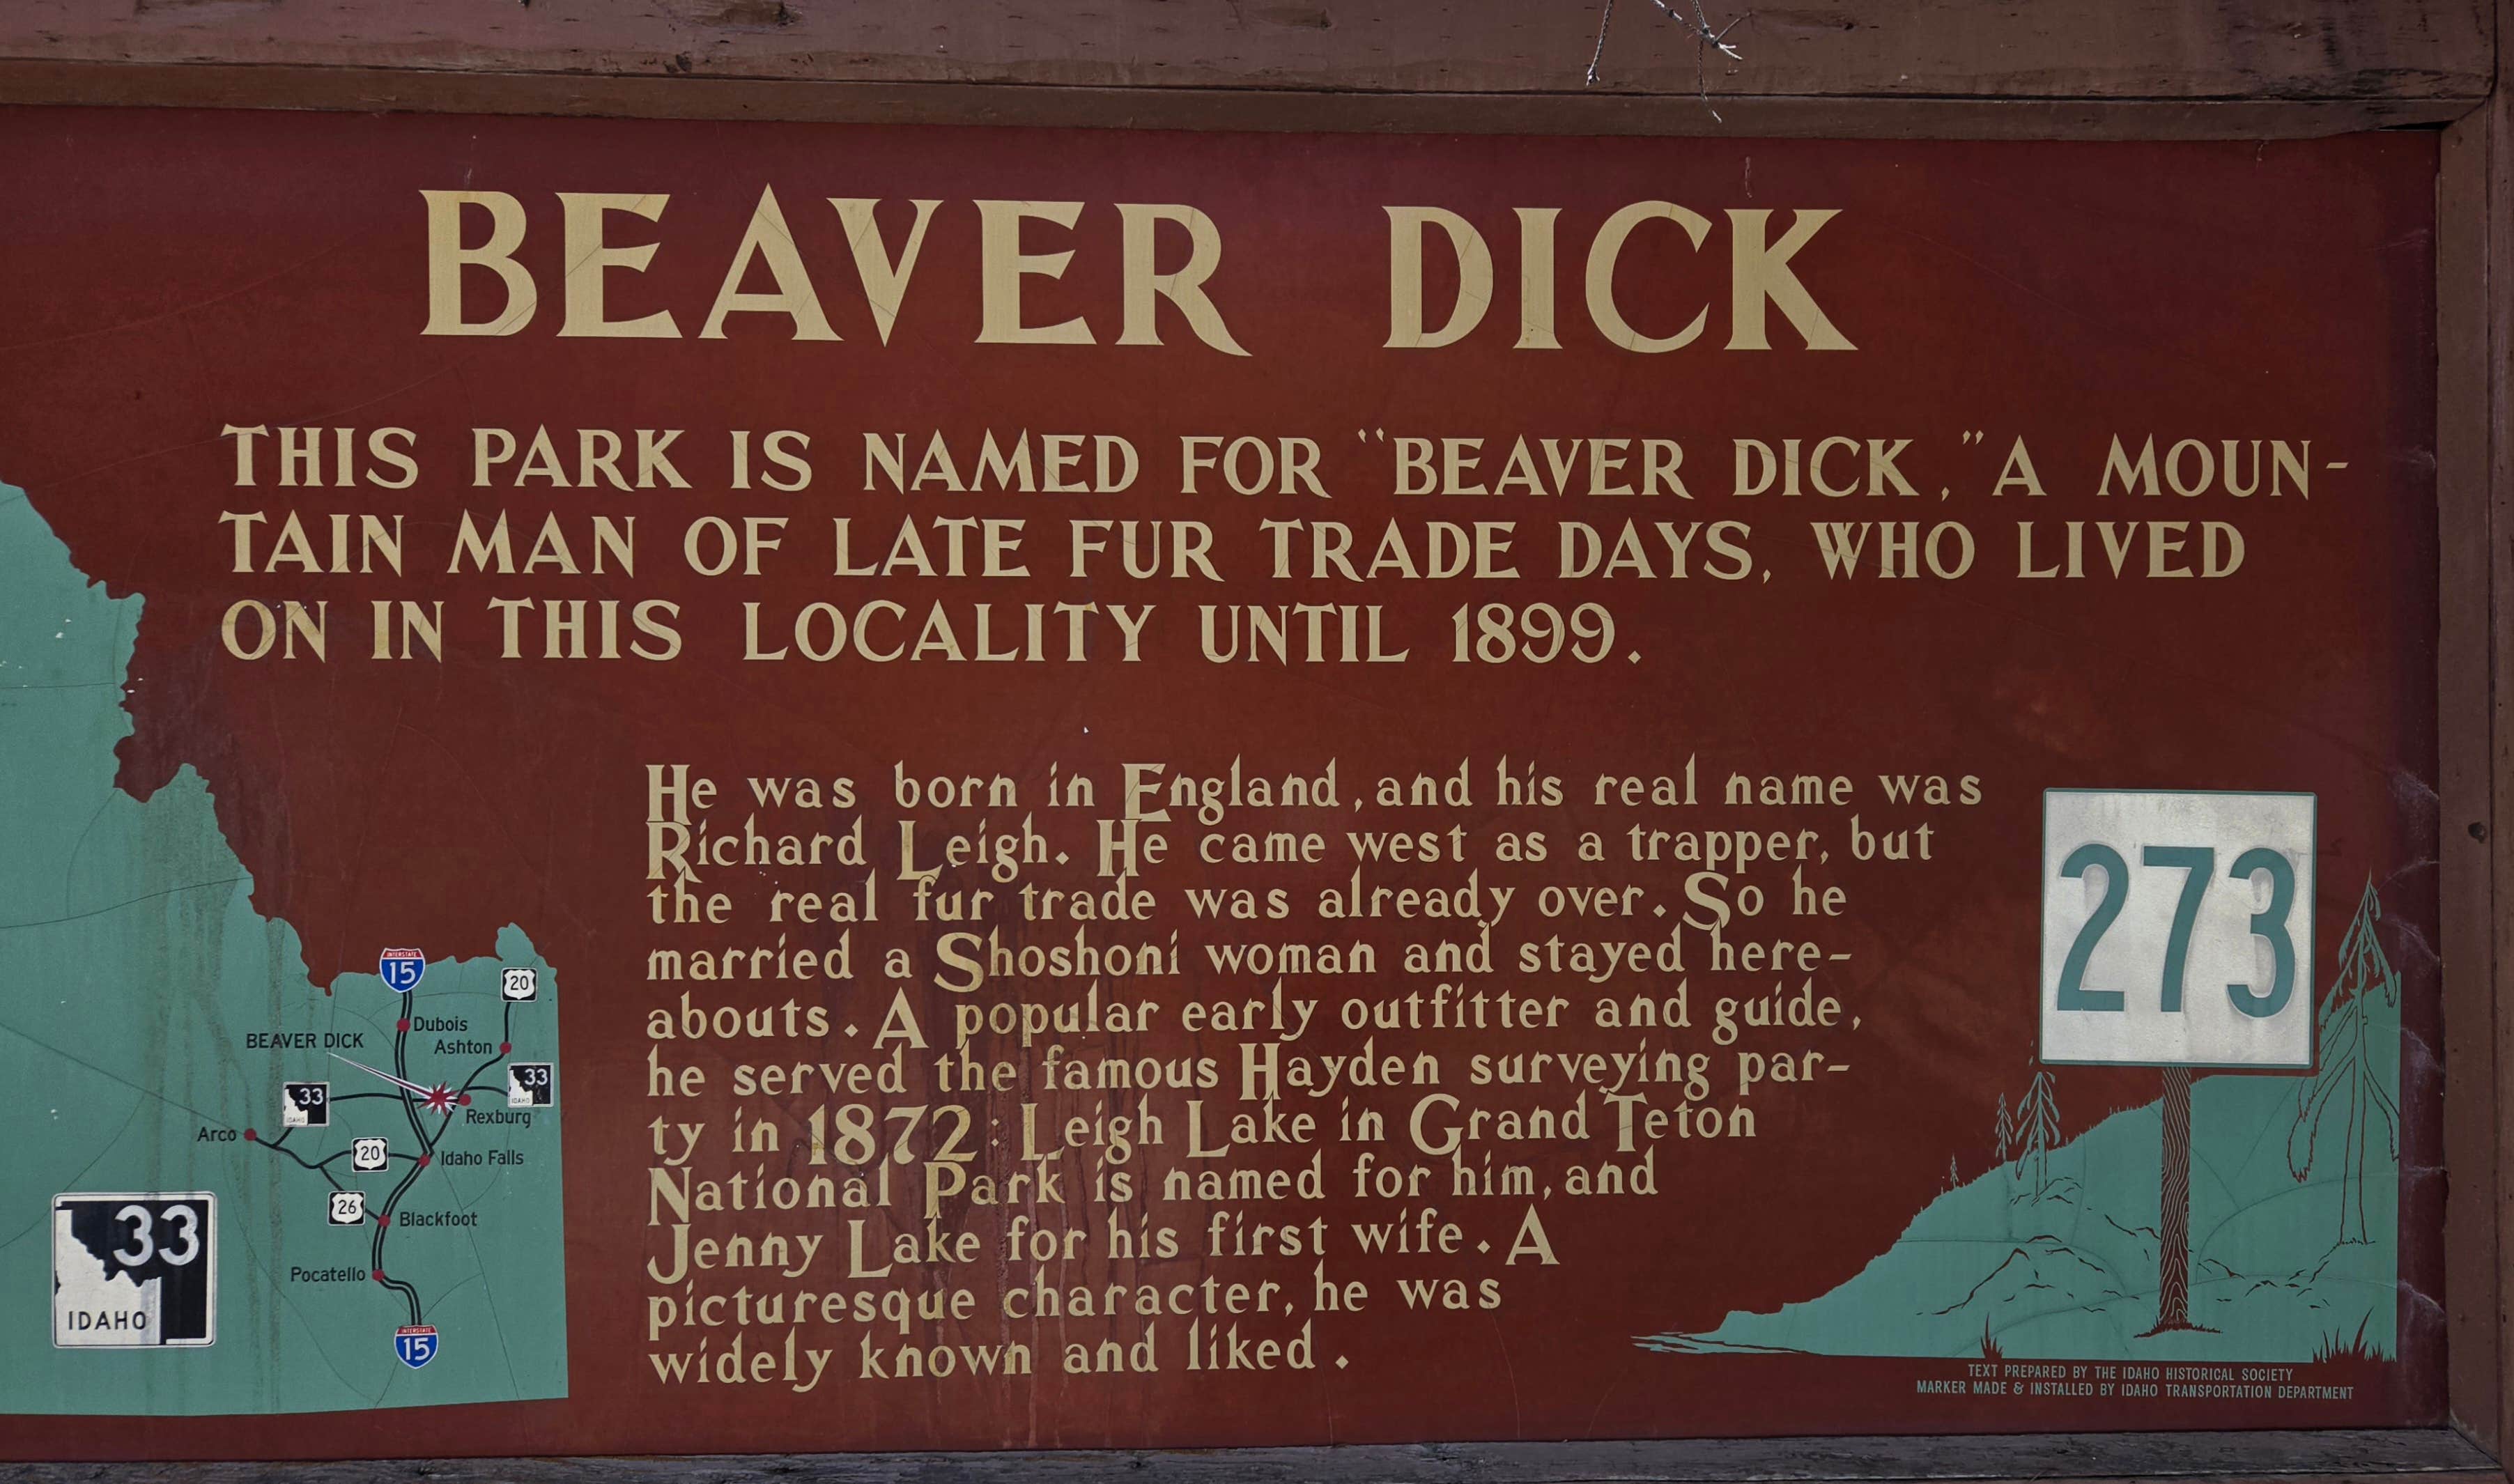 BEAVER DICK
THIS PARK IS NAMED FOR “BEAVER DICK,” A MOUN-
TAIN MAN OF LATE FUR TRADE DAYS, WHO LIVED
ON IN THIS LOCALITY UNTIL 1899.
He was born in England, and his real name was
Richard Leigh. He came west as a trapper, but
the real fur trade was already over. So he
married a Shoshoni woman and stayed here-
abouts. A popular early outfitter and guide,
he served the famous Hayden surveying par-
ty in 1872: Leigh Lake in Grand Teton
National Park is named for him, and
Jenny Lake for his first wife. A
picturesque character, he was
widely known and liked.
273
INTERSTATE
15
20
Dubois
BEAVER DICK
Ashton
33
IDAHO
33
IDAHO
Rexburg
Arco
20
Idaho Falls
26
Blackfoot
33
IDAHO
Pocatello
INTERSTATE
15
TEXT PREPARED BY THE IDAHO HISTORICAL SOCIETY
MARKER MADE & INSTALLED BY IDAHO TRANSPORTATION DEPARTMENT